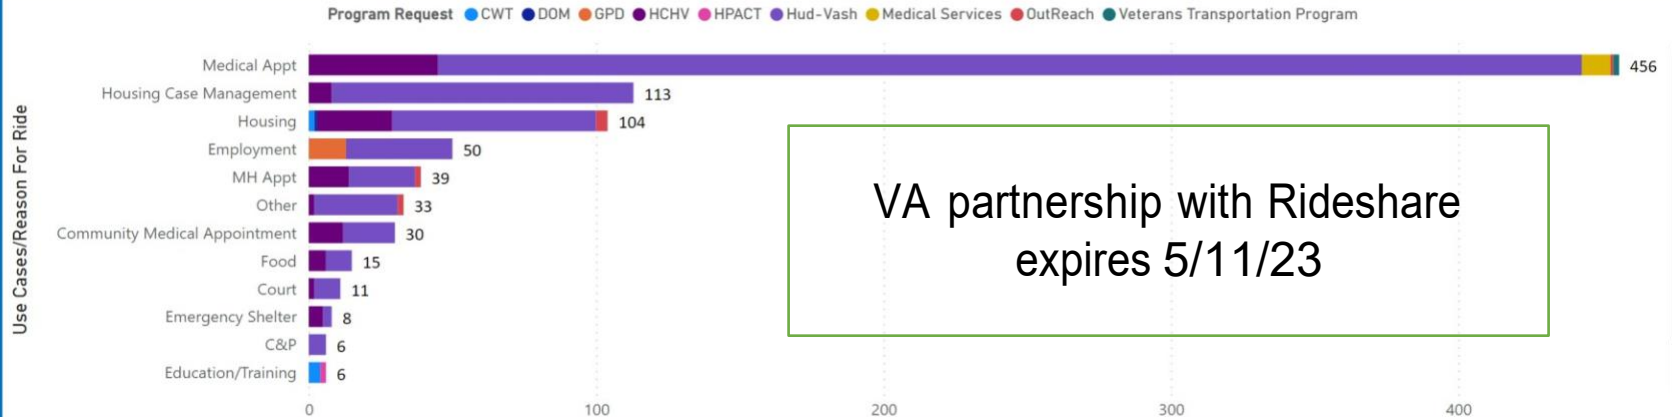 Program Request CWT DOM GPD HCHV HPACT Hud-Vash Medical Services OutReach Veterans Transportation Program
Use Cases/Reason For Ride
Medical Appt 456
Housing Case Management 113
Housing 104
Employment 50
MH Appt 39
Other 33
Community Medical Appointment 30
Food 15
Court 11
Emergency Shelter 8
C&P 6
Education/Training 6
0 100 200 300 400
VA partnership with Rideshare
expires 5/11/23